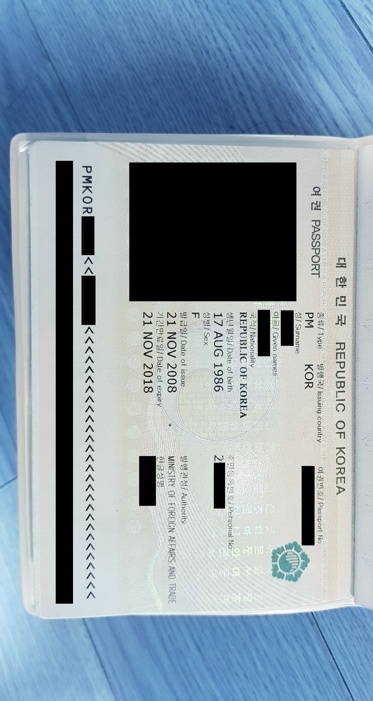 대한민국 REPUBLIC OF KOREA
여권 PASSPORT
종류/Type 발행국/Issuing country 여권번호/Passport No.
PM KOR
성/Surname
이름/Given names
국적/Nationality
REPUBLIC OF KOREA
생년월일/Date of birth 주민등록번호/Personal No.
17 AUG 1986 2
성별/Sex
F
발급일/Date of issue 발행관청/Authority
21 NOV 2008 MINISTRY OF FOREIGN AFFAIRS AND TRADE
기간만료일/Date of expiry 한글성명
21 NOV 2018
PMKOR << <<<<<<<<<<<<<<<<<<<<<<<<<<